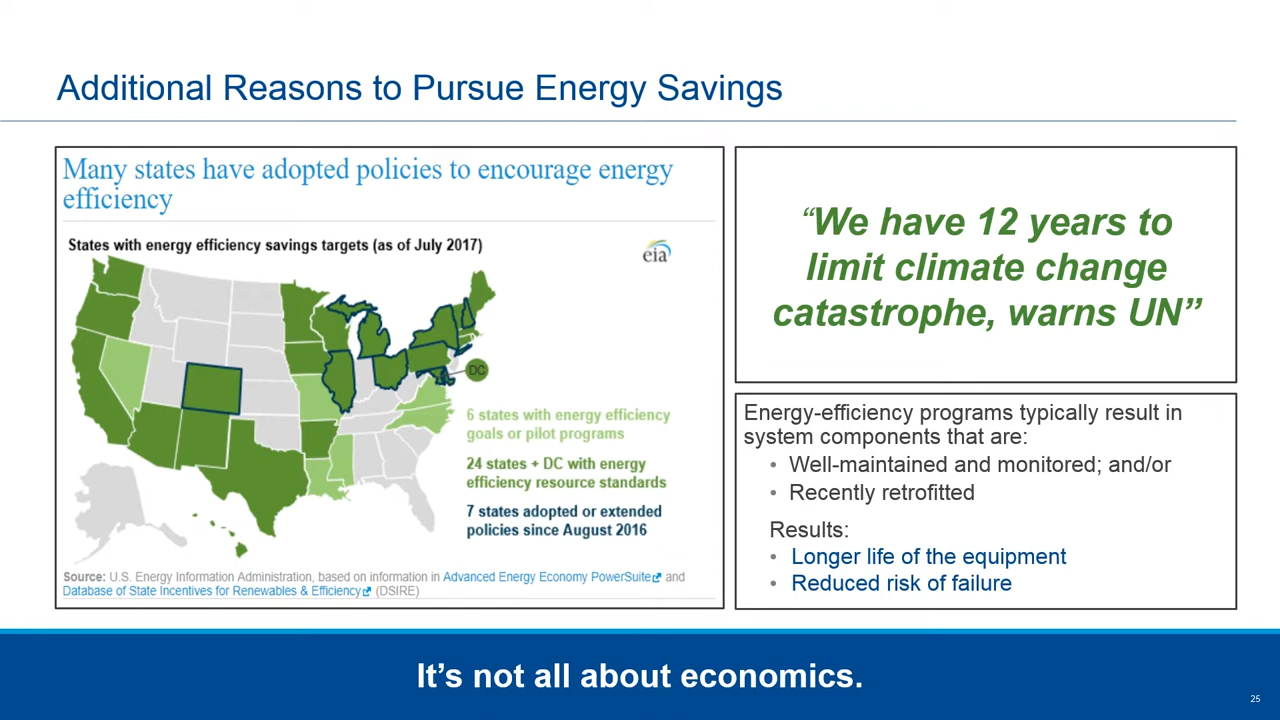 Additional Reasons to Pursue Energy Savings
Many states have adopted policies to encourage energy
efficiency
States with energy efficiency savings targets (as of July 2017)
eia
DC
6 states with energy efficiency
goals or pilot programs
24 states + DC with energy
efficiency resource standards
7 states adopted or extended
policies since August 2016
Source: U.S. Energy Information Administration, based on information in Advanced Energy Economy PowerSuite and
Database of State Incentives for Renewables & Efficiency (DSIRE)
“We have 12 years to
limit climate change
catastrophe, warns UN”
Energy-efficiency programs typically result in
system components that are:
• Well-maintained and monitored; and/or
• Recently retrofitted
Results:
• Longer life of the equipment
• Reduced risk of failure
It’s not all about economics.
25